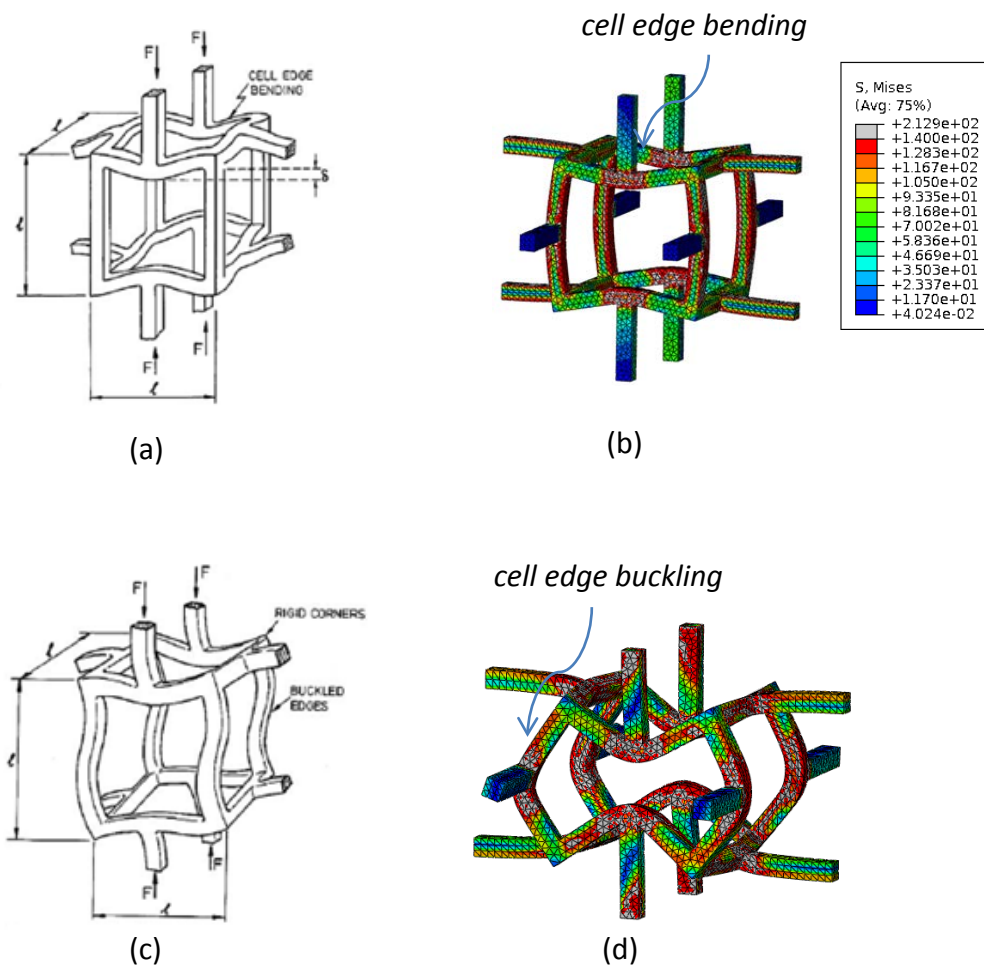 cell edge bending
F
F
CELL EDGE
BENDING
ℓ
ℓ
δ
F
F
ℓ
S, Mises
(Avg: 75%)
+2.129e+02
+1.400e+02
+1.283e+02
+1.167e+02
+1.050e+02
+9.335e+01
+8.168e+01
+7.002e+01
+5.836e+01
+4.669e+01
+3.503e+01
+2.337e+01
+1.170e+01
+4.024e-02
(a)
(b)
cell edge buckling
F
F
RIGID CORNERS
ℓ
BUCKLED
EDGES
ℓ
F
F
ℓ
(c)
(d)